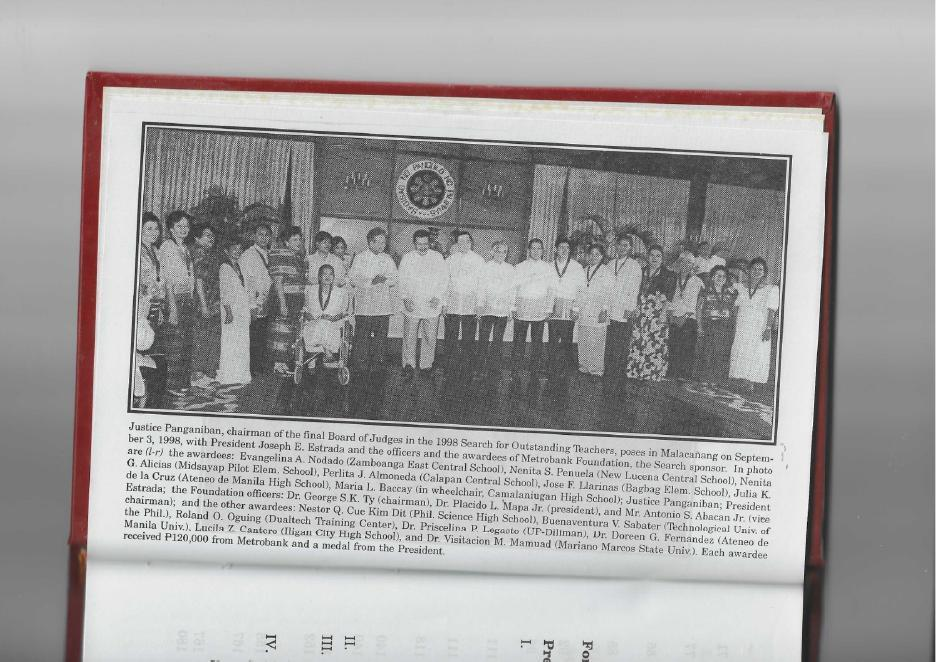 Justice Panganiban, chairman of the final Board of Judges in the 1998 Search for Outstanding Teachers, poses in Malacañang on Septem-
ber 3, 1998, with President Joseph E. Estrada and the officers and the awardees of Metrobank Foundation, the Search sponsor. In photo
are (l-r) the awardees: Evangelina A. Nodado (Zamboanga East Central School), Nenita S. Penuela (New Lucena Central School), Nenita
G. Alicias (Midsayap Pilot Elem. School), Perlita J. Almoneda (Calapan Central School), Jose F. Llarinas (Bagbag Elem. School), Julia K.
de la Cruz (Ateneo de Manila High School), Maria L. Baccay (in wheelchair, Camalaniugan High School); Justice Panganiban; President
Estrada; the Foundation officers: Dr. George S.K. Ty (chairman), Dr. Placido L. Mapa Jr. (president), and Mr. Antonio S. Abacan Jr. (vice
chairman); and the other awardees: Nestor Q. Cue Kim Dit (Phil. Science High School), Buenaventura V. Sabater (Technological Univ. of
the Phil.), Roland O. Oguing (Dualtech Training Center), Dr. Priscelina P. Legaoto (UP-Diliman), Dr. Doreen G. Fernandez (Ateneo de
Manila Univ.), Lucila Z. Cantero (Iligan City High School), and Dr. Visitacion M. Mamuad (Mariano Marcos State Univ.). Each awardee
received ₱120,000 from Metrobank and a medal from the President.
For
Pre
I.
II.
III.
IV.